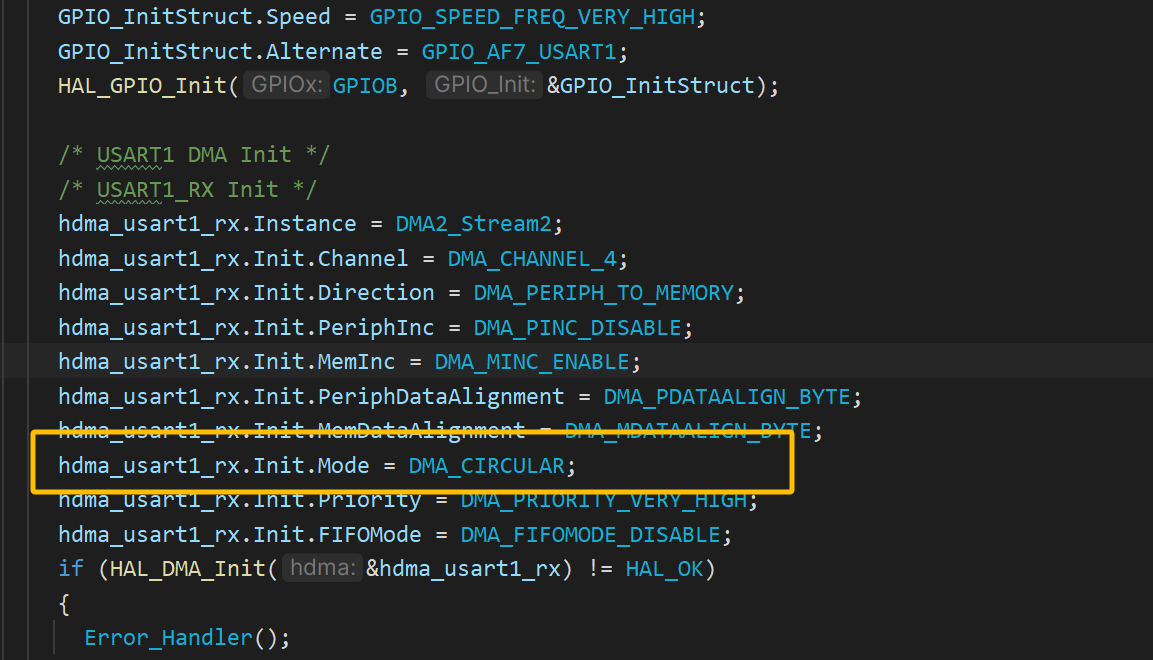 GPIO_InitStruct.Speed = GPIO_SPEED_FREQ_VERY_HIGH;
GPIO_InitStruct.Alternate = GPIO_AF7_USART1;
HAL_GPIO_Init( GPIOx: GPIOB, GPIO_Init: &GPIO_InitStruct);
/* USART1 DMA Init */
/* USART1_RX Init */
hdma_usart1_rx.Instance = DMA2_Stream2;
hdma_usart1_rx.Init.Channel = DMA_CHANNEL_4;
hdma_usart1_rx.Init.Direction = DMA_PERIPH_TO_MEMORY;
hdma_usart1_rx.Init.PeriphInc = DMA_PINC_DISABLE;
hdma_usart1_rx.Init.MemInc = DMA_MINC_ENABLE;
hdma_usart1_rx.Init.PeriphDataAlignment = DMA_PDATAALIGN_BYTE;
hdma_usart1_rx.Init.MemDataAlignment = DMA_MDATAALIGN_BYTE;
hdma_usart1_rx.Init.Mode = DMA_CIRCULAR;
hdma_usart1_rx.Init.Priority = DMA_PRIORITY_VERY_HIGH;
hdma_usart1_rx.Init.FIFOMode = DMA_FIFOMODE_DISABLE;
if (HAL_DMA_Init( hdma: &hdma_usart1_rx) != HAL_OK)
{
Error_Handler();